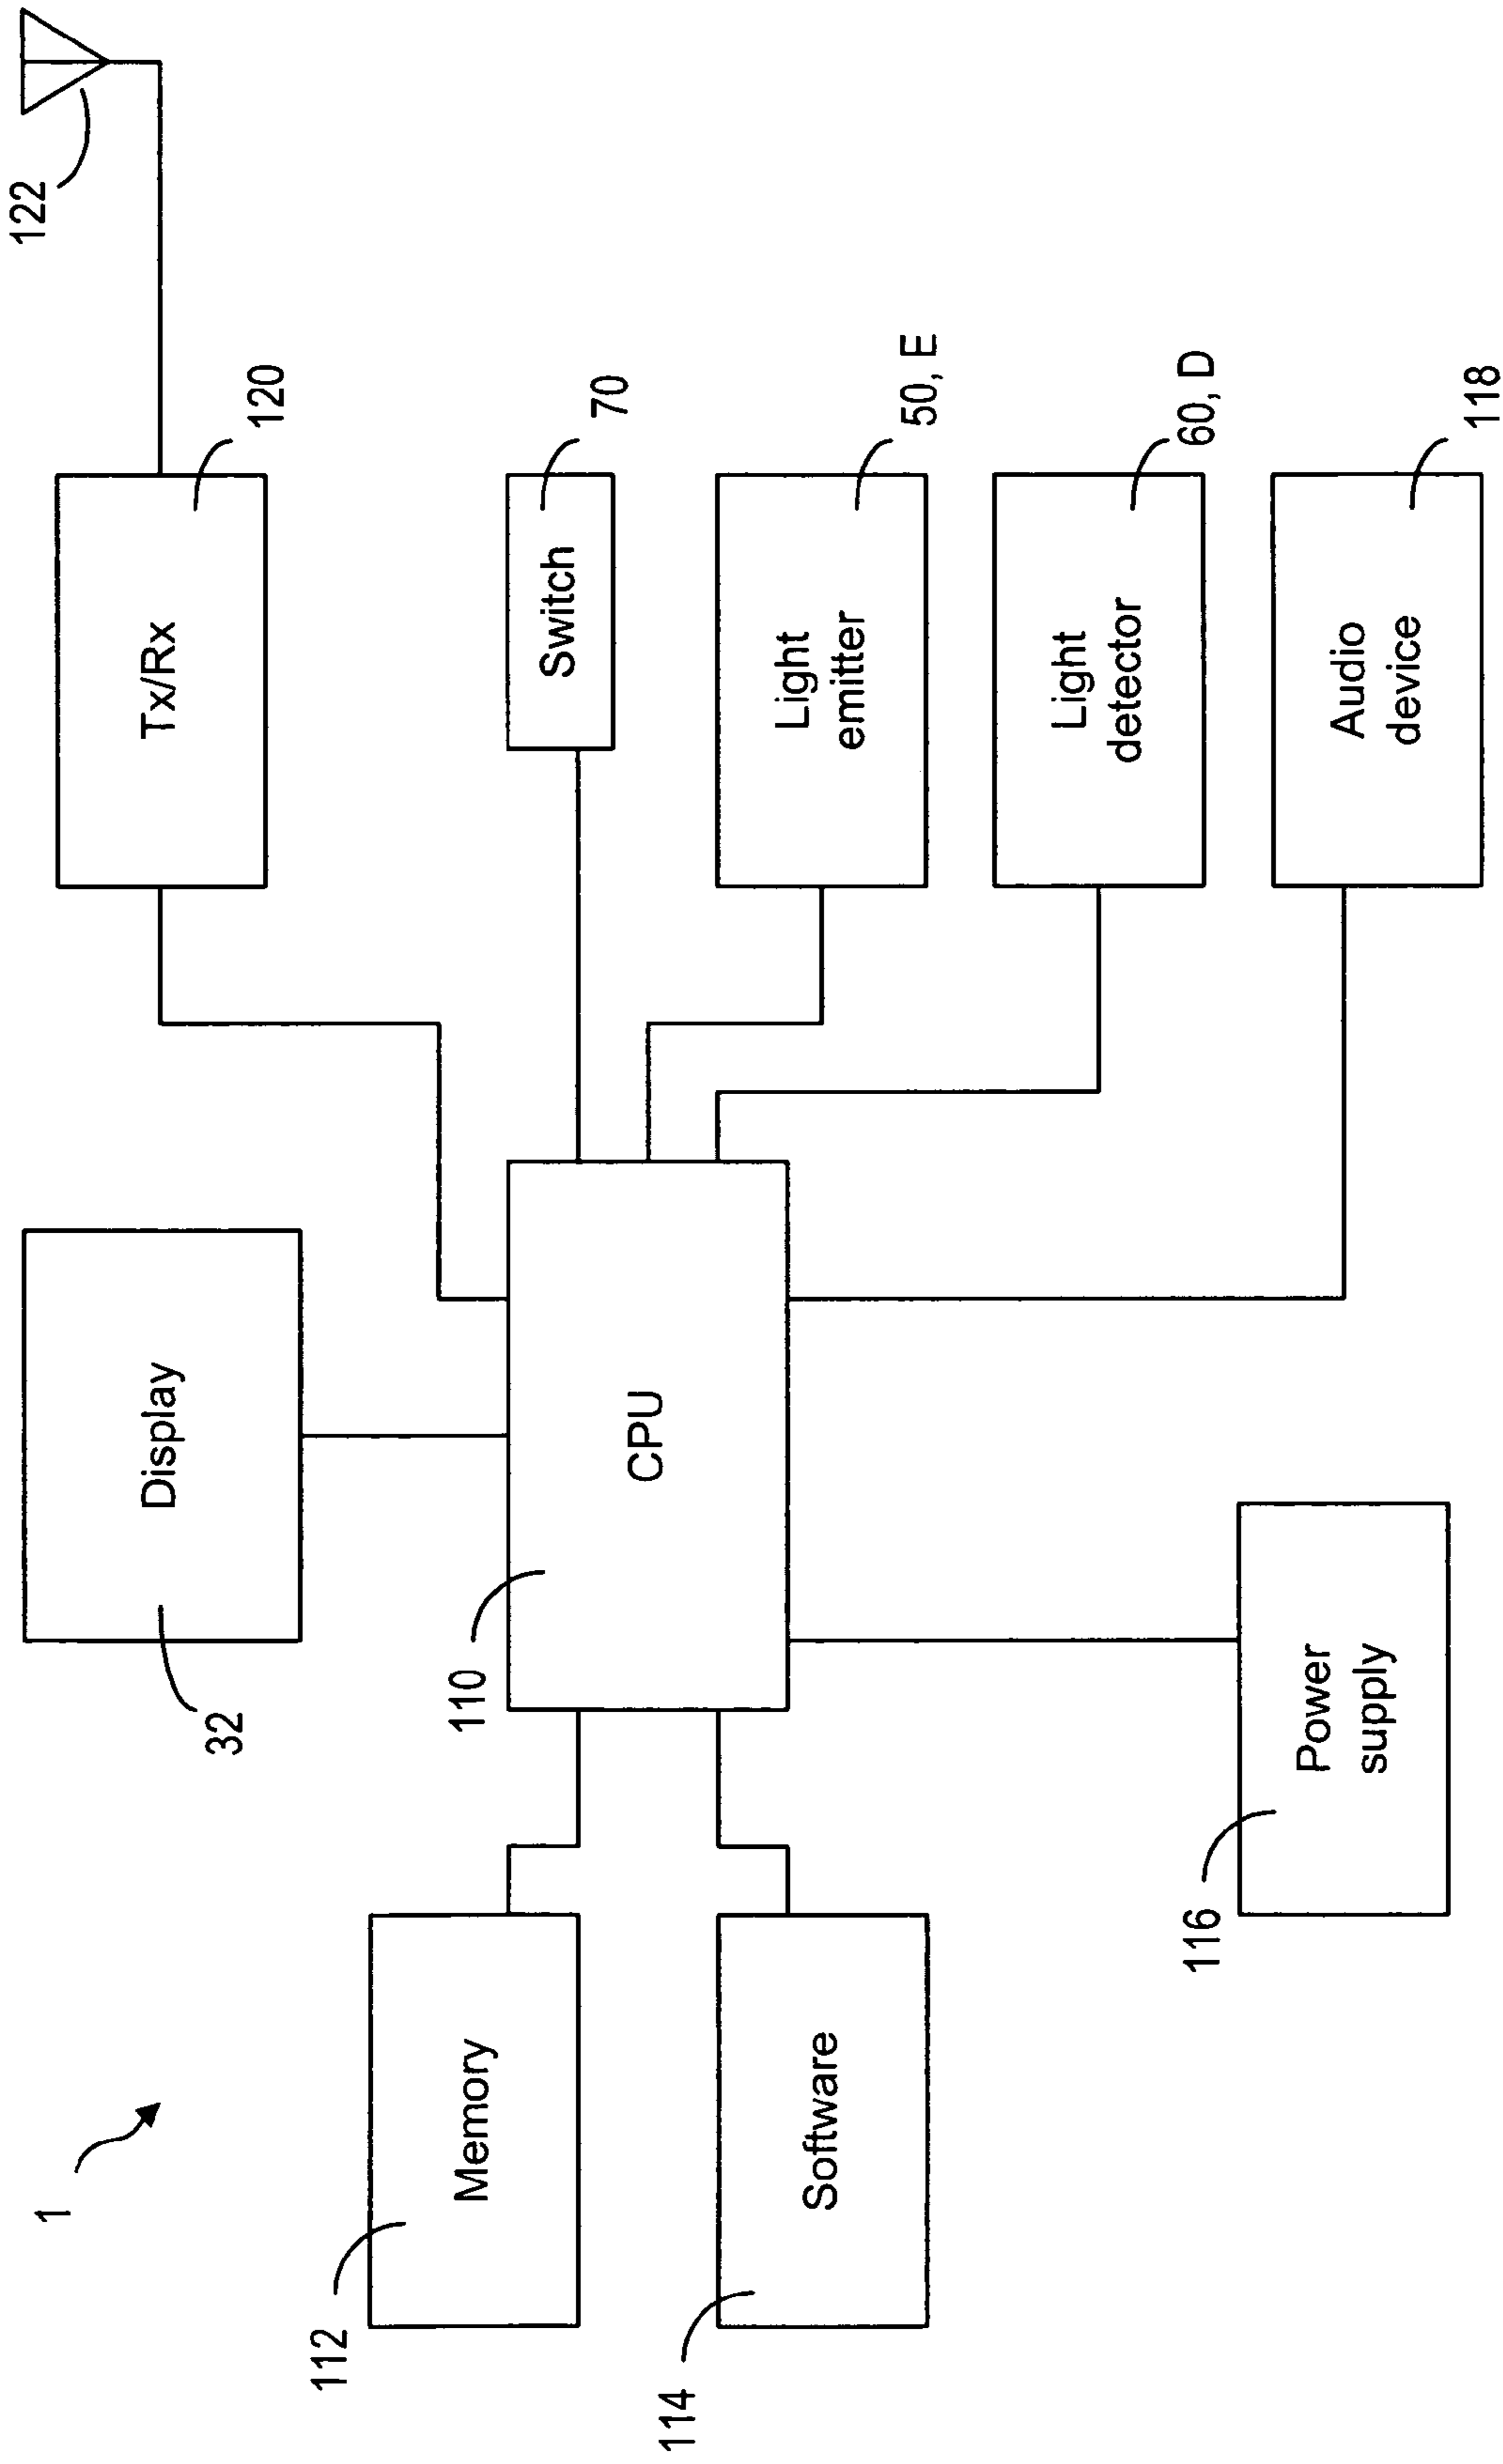 1
122
Display
32
Tx/Rx
120
110
CPU
Switch
70
112
Memory
Light
emitter
50, E
114
Software
Light
detector
60, D
116
Power
supply
Audio
device
118